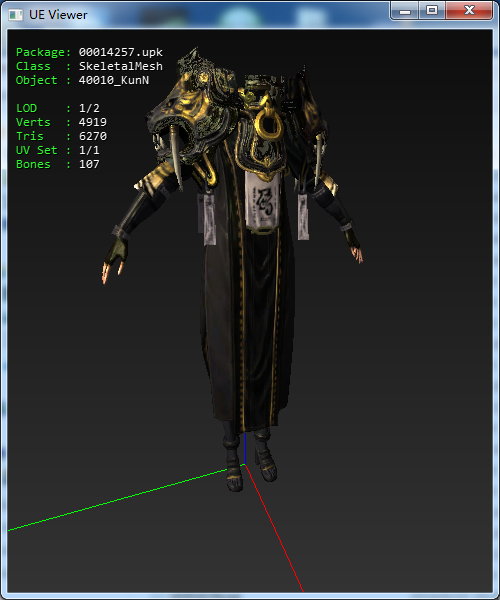 UE Viewer
Package: 00014257.upk
Class : SkeletalMesh
Object : 40010_KunN
LOD : 1/2
Verts : 4919
Tris : 6270
UV Set : 1/1
Bones : 107